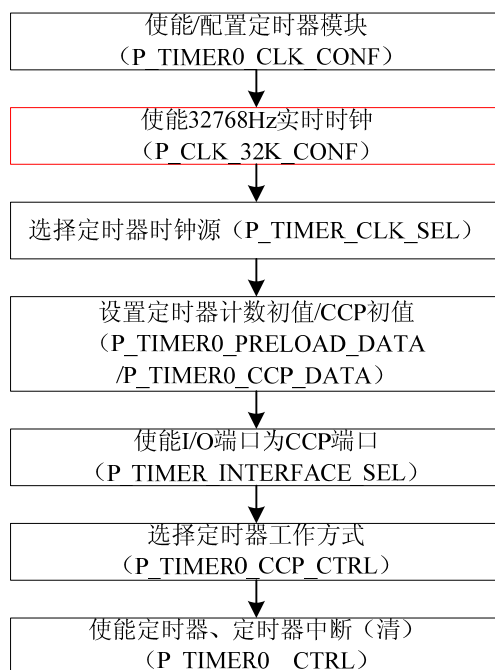 使能/配置定时器模块
（P_TIMER0_CLK_CONF）
使能32768Hz实时时钟
（P_CLK_32K_CONF）
选择定时器时钟源（P_TIMER_CLK_SEL）
设置定时器计数初值/CCP初值
（P_TIMER0_PRELOAD_DATA
/P_TIMER0_CCP_DATA）
使能I/O端口为CCP端口
（P_TIMER_INTERFACE_SEL）
选择定时器工作方式
（P_TIMER0_CCP_CTRL）
使能定时器、定时器中断（清）
（P_TIMER0_CTRL）